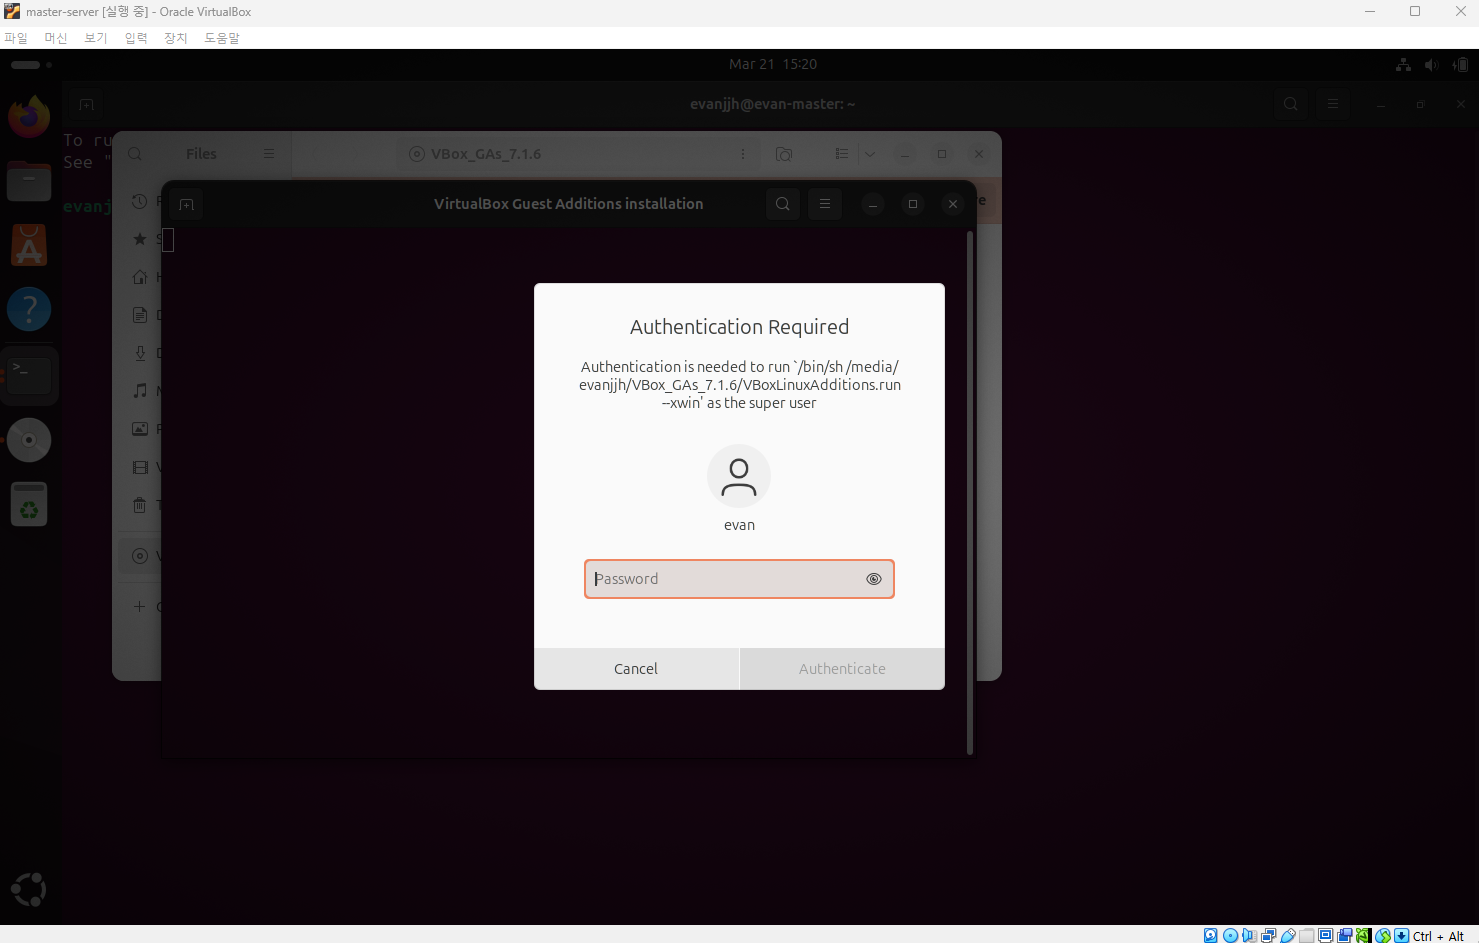 master-server [실행 중] - Oracle VirtualBox
파일 머신 보기 입력 장치 도움말
Mar 21 15:20
evanjjh@evan-master: ~
To ru
See "
evanj
Files
VBox_GAs_7.1.6
VirtualBox Guest Additions installation
Authentication Required
Authentication is needed to run `/bin/sh /media/
evanjjh/VBox_GAs_7.1.6/VBoxLinuxAdditions.run
--xwin' as the super user
evan
Password
Cancel Authenticate
Ctrl + Alt